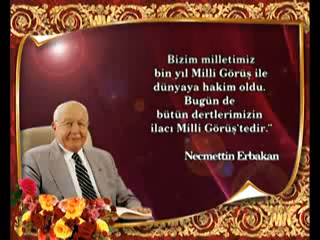 Bizim milletimiz
bin yıl Milli Görüş ile
dünyaya hakim oldu.
Bugün de
bütün dertlerimizin
ilacı Milli Görüş'tedir."
Necmettin Erbakan